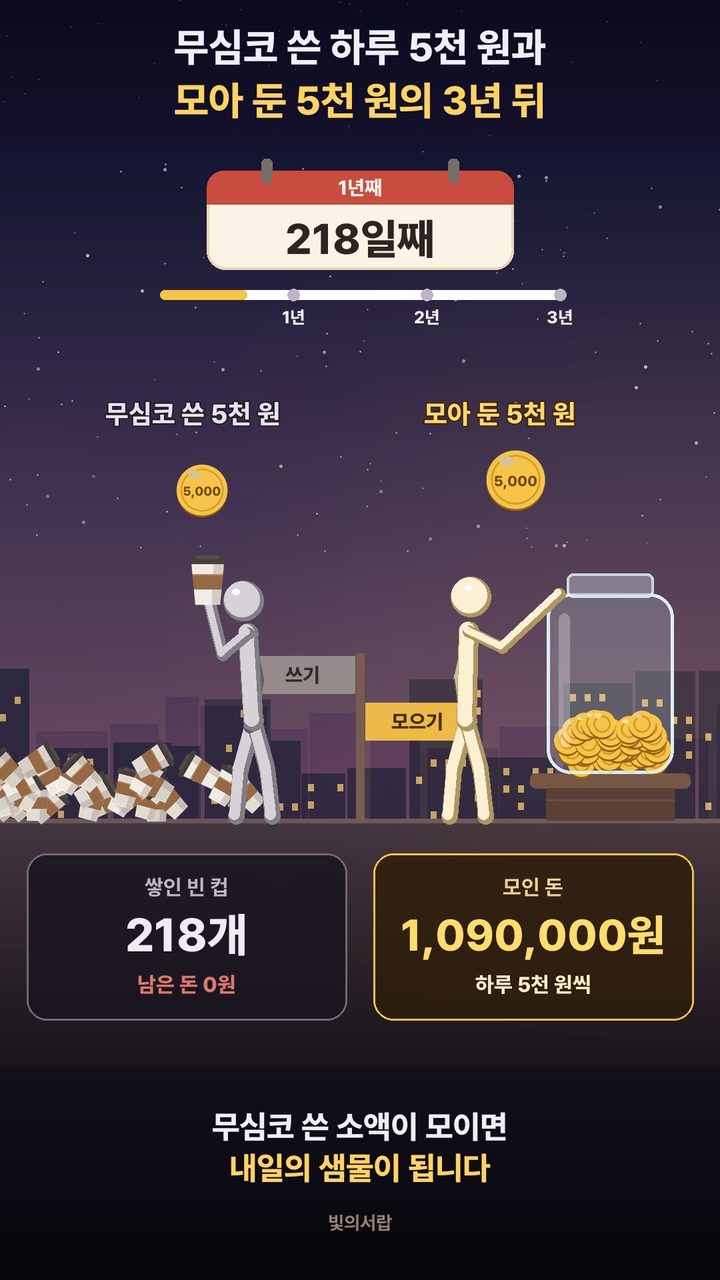 무심코 쓴 하루 5천 원과
모아 둔 5천 원의 3년 뒤
1년째
218일째
1년 2년 3년
무심코 쓴 5천 원
모아 둔 5천 원
5,000
5,000
쓰기
모으기
쌓인 빈 컵
218개
남은 돈 0원
모인 돈
1,090,000원
하루 5천 원씩
무심코 쓴 소액이 모이면
내일의 샘물이 됩니다
빛의서랍